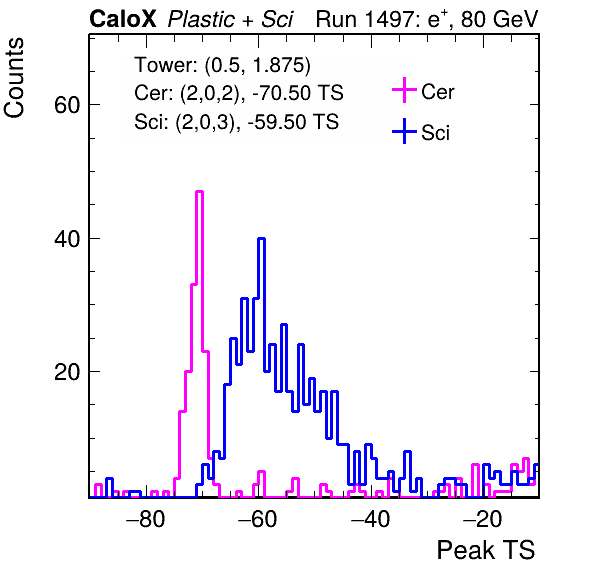 CaloX Plastic + Sci Run 1497: e⁺, 80 GeV
Counts
Tower: (0.5, 1.875)
Cer: (2,0,2), -70.50 TS
Sci: (2,0,3), -59.50 TS
Cer
Sci
60
40
20
−80 −60 −40 −20
Peak TS